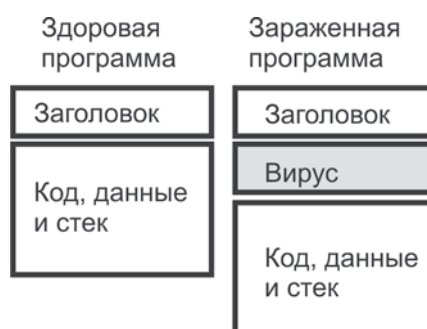 Здоровая
программа
Заголовок
Код, данные
и стек
Зараженная
программа
Заголовок
Вирус
Код, данные
и стек